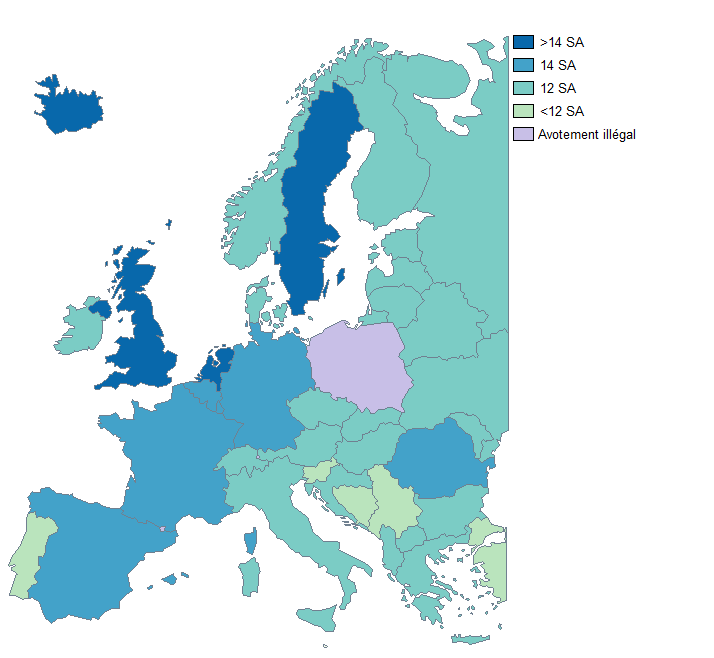 >14 SA
14 SA
12 SA
<12 SA
Avotement illégal